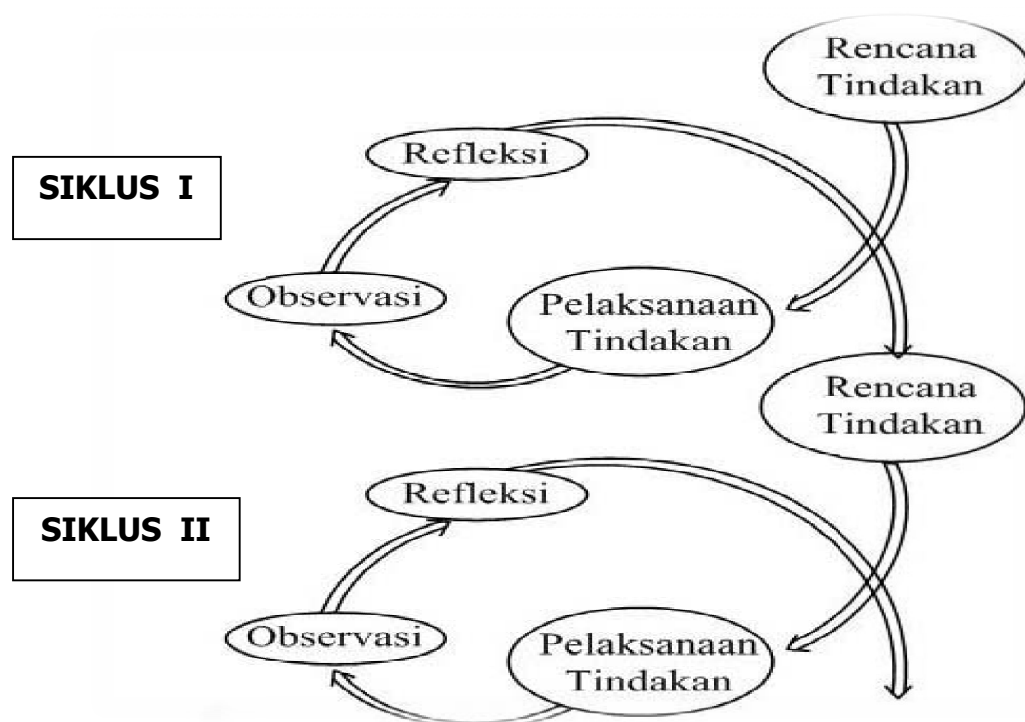 Rencana
Tindakan
Refleksi
SIKLUS I
Observasi
Pelaksanaan
Tindakan
Rencana
Tindakan
Refleksi
SIKLUS II
Observasi
Pelaksanaan
Tindakan